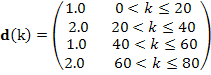 d(k) = 
1.0 0 < k ≤ 20
2.0 20 < k ≤ 40
1.0 40 < k ≤ 60
2.0 60 < k ≤ 80